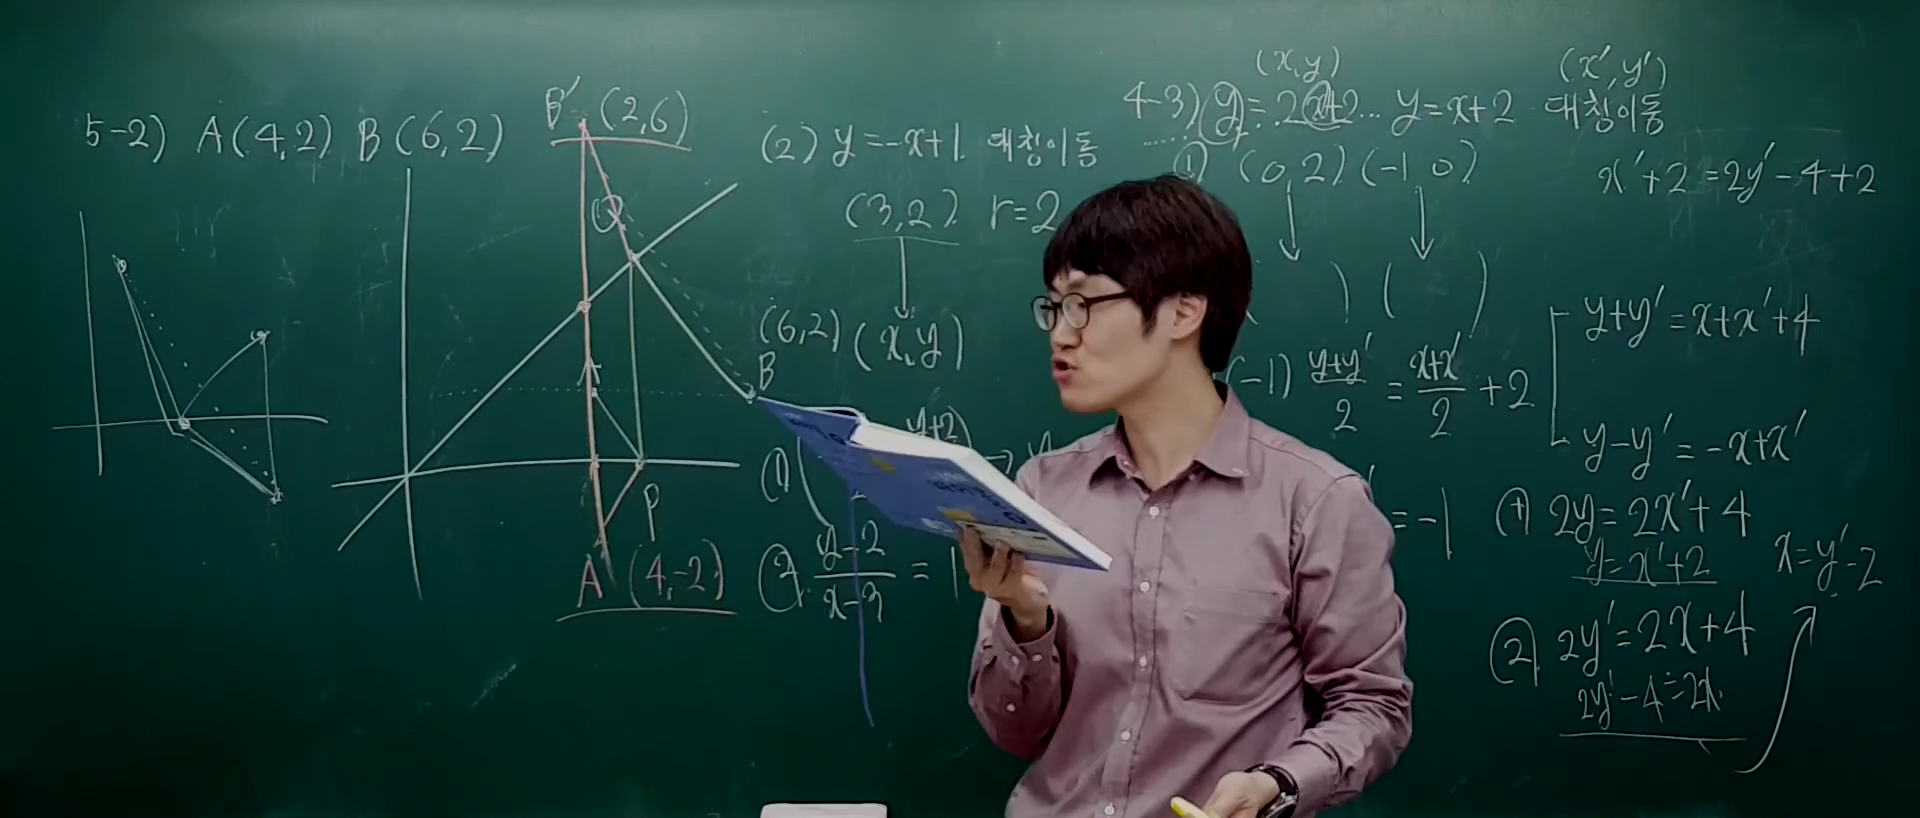 5-2) A(4,2) B(6,2)
B′(2,6)
Q
A
P
A′(4,-2)
B
(6,2)
(2) y=-x+1 대칭이동
(3,2) r=2
(x,y)
①
y+2
② y-2/x-3 = 1
(x,y)
(x′,y′)
4-3) y=2x+2... y=x+2 대칭이동
① (0,2) (-1 0)
( ) ( )
(-1) y+y′/2 = x+x′/2 +2
=-1
x′+2=2y′-4+2
y+y′=x+x′+4
y-y′=-x+x′
(+) 2y=2x′+4
y=x′+2
x=y′-2
② 2y′=2x+4
2y′-4=2x